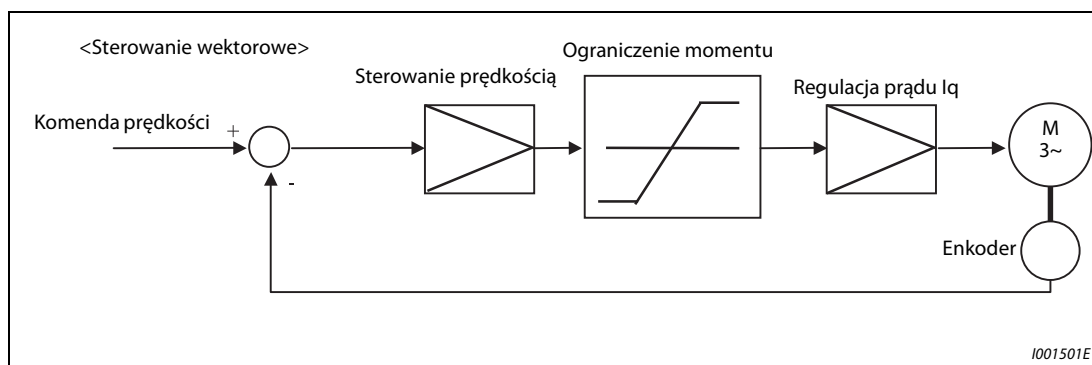 <Sterowanie wektorowe>
Ograniczenie momentu
Sterowanie prędkością
Regulacja prądu Iq
Komenda prędkości
+
-
M
3~
Enkoder
I001501E